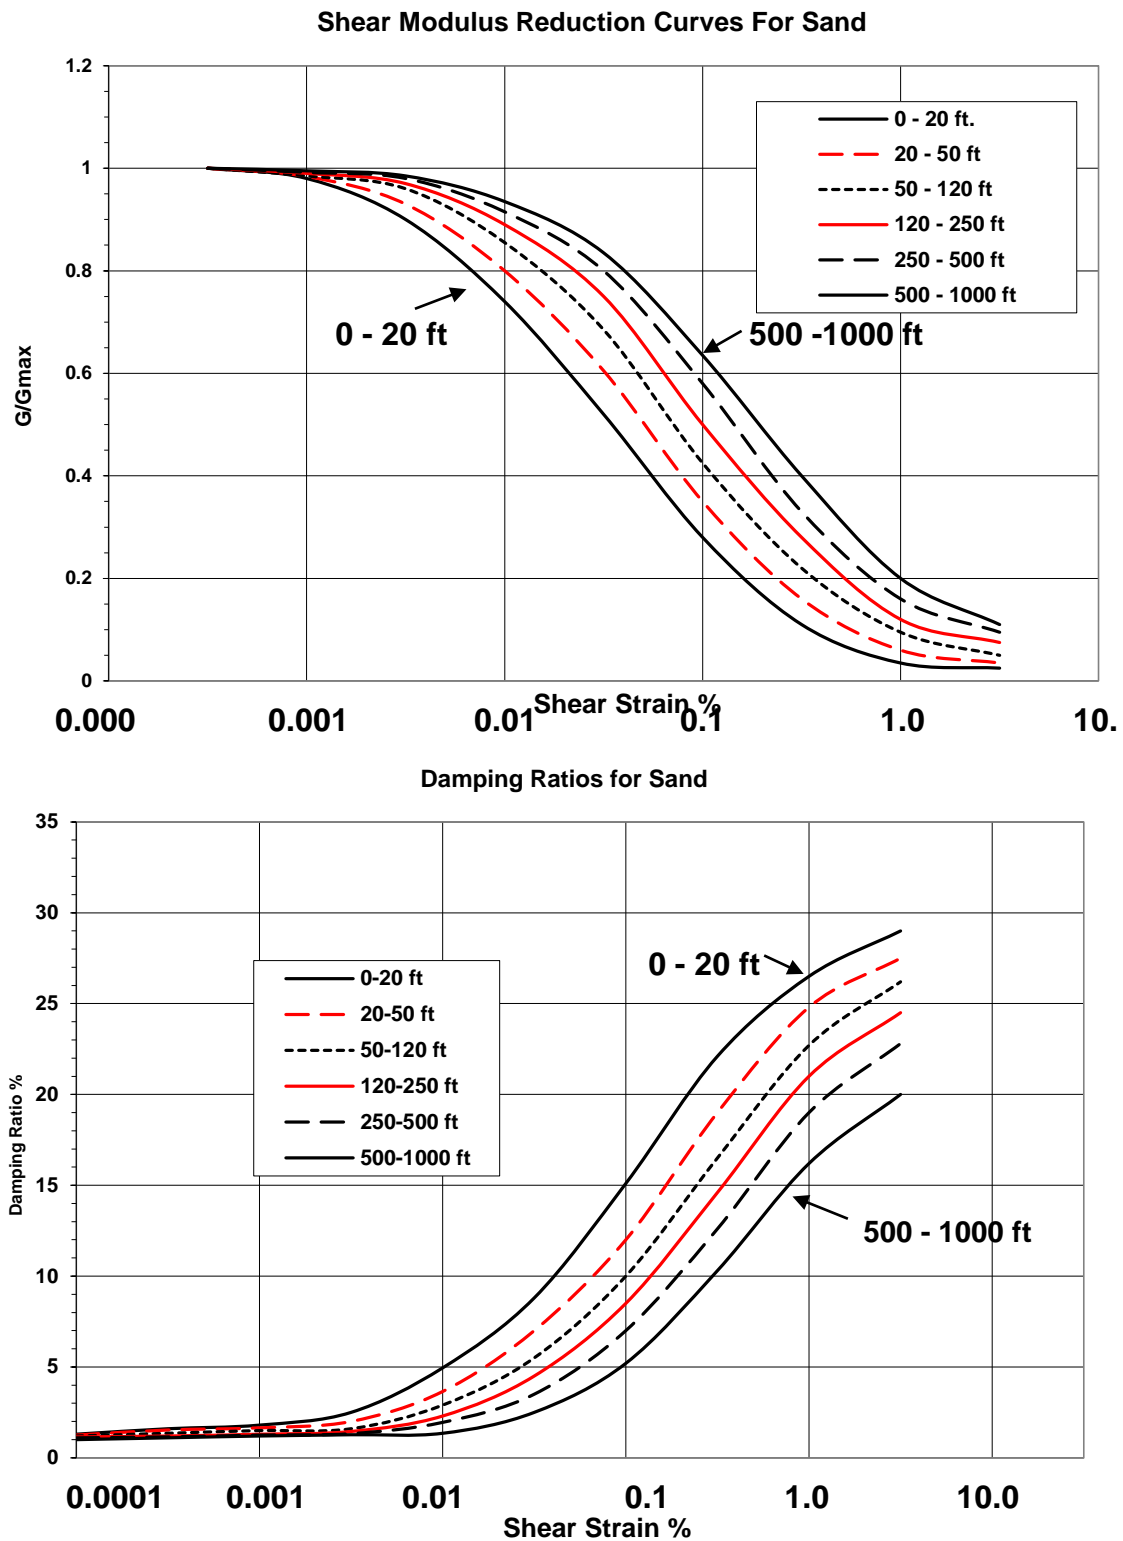 Shear Modulus Reduction Curves For Sand
1.2
1
0.8
0.6
0.4
0.2
0
G/Gmax
0 - 20 ft.
20 - 50 ft
50 - 120 ft
120 - 250 ft
250 - 500 ft
500 - 1000 ft
0 - 20 ft
500 -1000 ft
0.000
0.001
0.01
0.1
1.0
10.
Shear Strain %
Damping Ratios for Sand
35
30
25
20
15
10
5
0
Damping Ratio %
0-20 ft
20-50 ft
50-120 ft
120-250 ft
250-500 ft
500-1000 ft
0 - 20 ft
500 - 1000 ft
0.0001
0.001
0.01
0.1
1.0
10.0
Shear Strain %